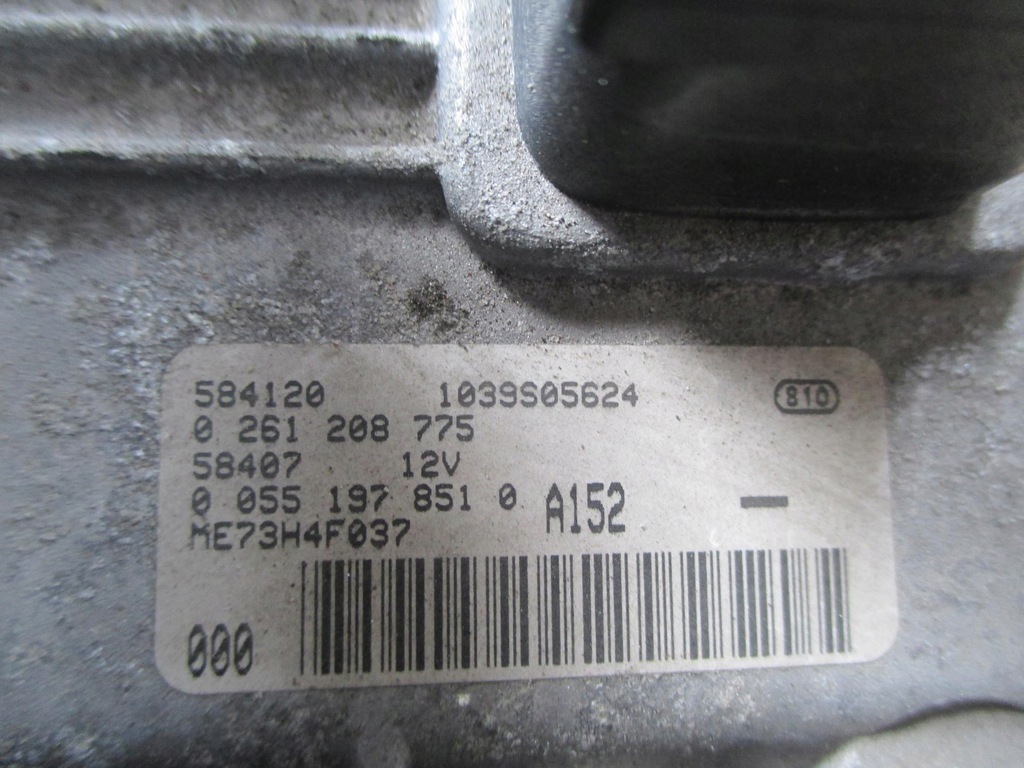 584120 1039S05624 810
0 261 208 775
58407 12V
0 055 197 851 0 A152 –
ME73H4F037
000